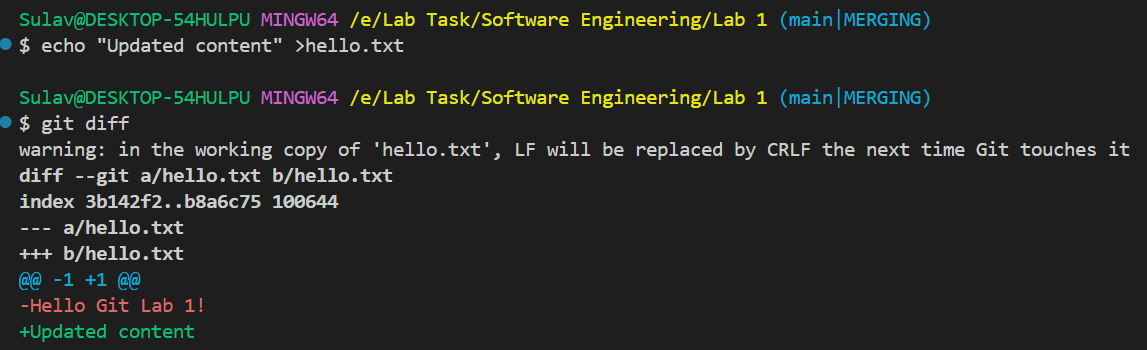 Sulav@DESKTOP-54HULPU MINGW64 /e/Lab Task/Software Engineering/Lab 1 (main|MERGING)
$ echo "Updated content" >hello.txt
Sulav@DESKTOP-54HULPU MINGW64 /e/Lab Task/Software Engineering/Lab 1 (main|MERGING)
$ git diff
warning: in the working copy of 'hello.txt', LF will be replaced by CRLF the next time Git touches it
diff --git a/hello.txt b/hello.txt
index 3b142f2..b8a6c75 100644
--- a/hello.txt
+++ b/hello.txt
@@ -1 +1 @@
-Hello Git Lab 1!
+Updated content